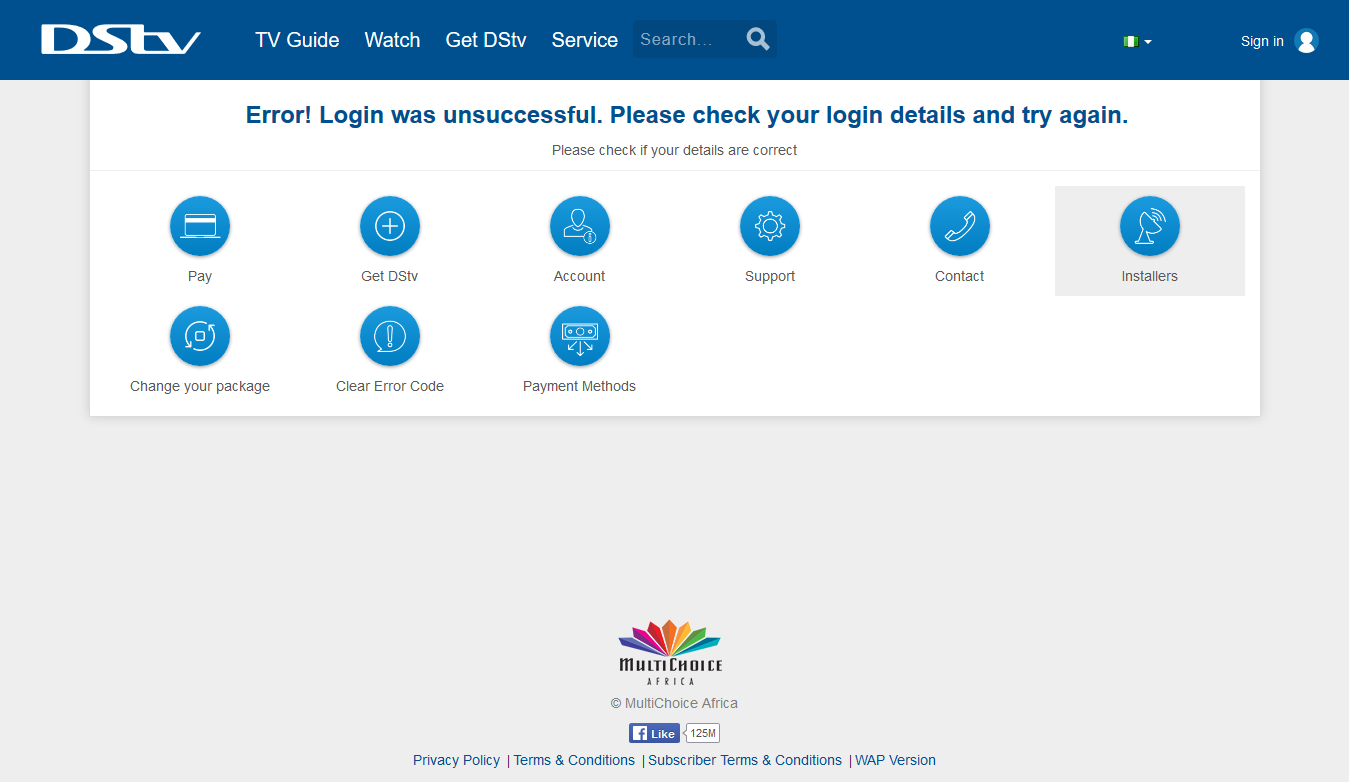 DStv
TV Guide Watch Get DStv Service Search... Sign in
Error! Login was unsuccessful. Please check your login details and try again.
Please check if your details are correct
Pay Get DStv Account Support Contact Installers
Change your package Clear Error Code Payment Methods
MULTICHOICE
AFRICA
© MultiChoice Africa
Like 125M
Privacy Policy | Terms & Conditions | Subscriber Terms & Conditions | WAP Version